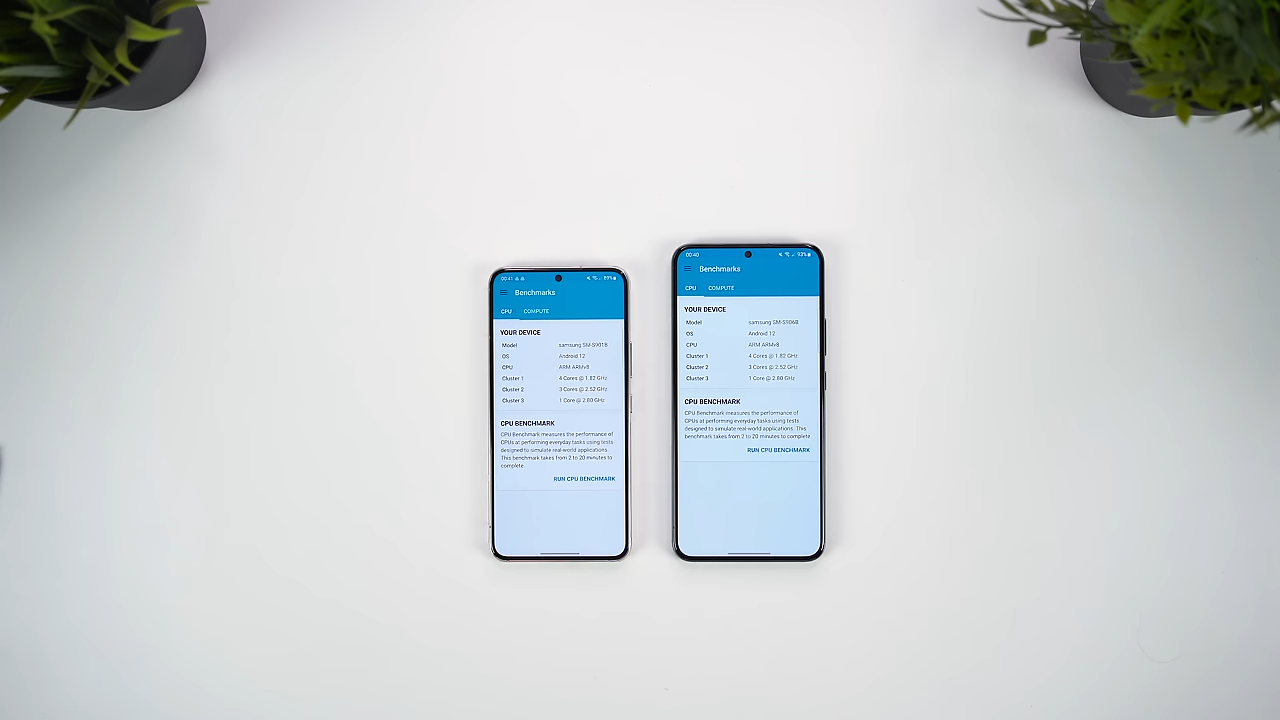 00:41
89%
Benchmarks
CPU COMPUTE
YOUR DEVICE
Model samsung SM-S901B
OS Android 12
CPU ARM ARMv8
Cluster 1 4 Cores @ 1.82 GHz
Cluster 2 3 Cores @ 2.52 GHz
Cluster 3 1 Core @ 2.80 GHz
CPU BENCHMARK
CPU Benchmark measures the performance of
CPUs at performing everyday tasks using tests
designed to simulate real-world applications.
This benchmark takes from 2 to 20 minutes to
complete.
RUN CPU BENCHMARK
00:40
93%
Benchmarks
CPU COMPUTE
YOUR DEVICE
Model samsung SM-S906B
OS Android 12
CPU ARM ARMv8
Cluster 1 4 Cores @ 1.82 GHz
Cluster 2 3 Cores @ 2.52 GHz
Cluster 3 1 Core @ 2.80 GHz
CPU BENCHMARK
CPU Benchmark measures the performance of
CPUs at performing everyday tasks using tests
designed to simulate real-world applications. This
benchmark takes from 2 to 20 minutes to complete.
RUN CPU BENCHMARK